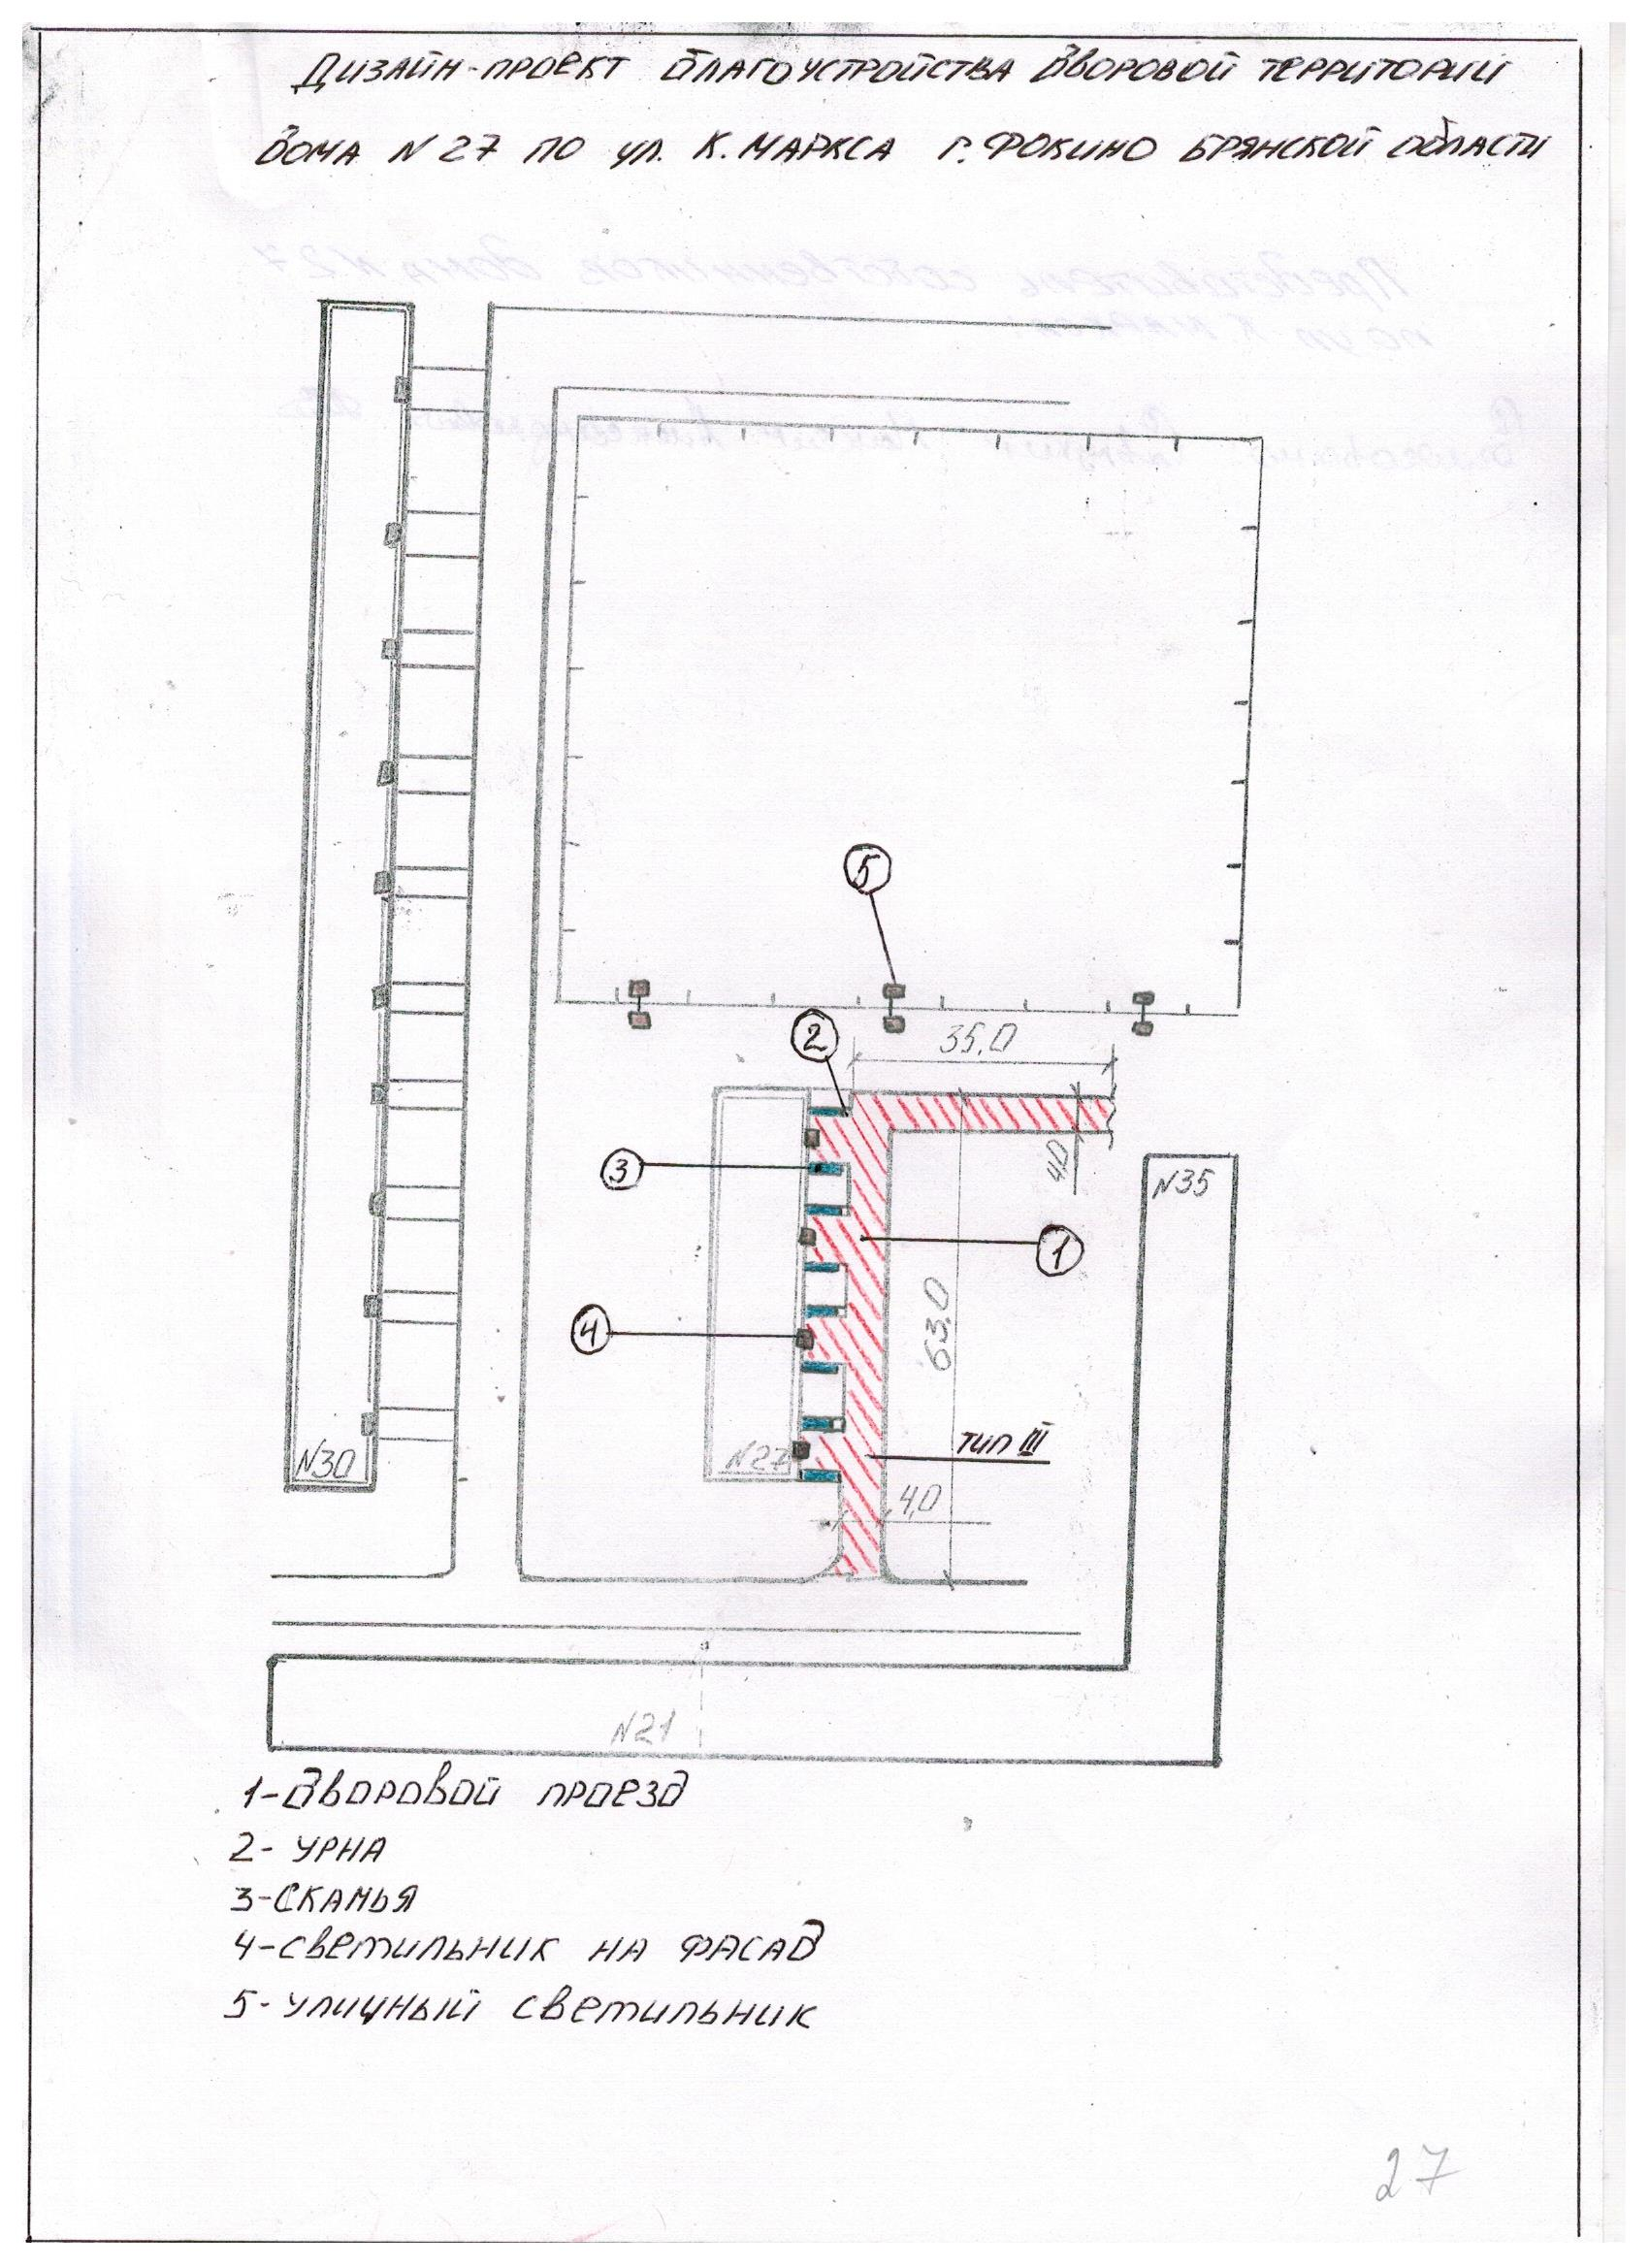 Дизайн-проект благоустройства дворовой территории
дома N 27 по ул. К. Маркса г. Фокино Брянской области
5
2
35,0
3
4,0
N35
1
4
63,0
тип III
N30
N27
4,0
N21
1-дворовой проезд
2- урна
3-скамья
4-светильник на фасад
5-уличный светильник
27